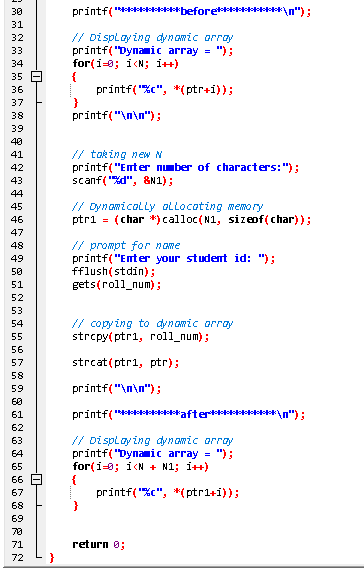 30 printf("**********before***********\n");
31
32 // Displaying dynamic array
33 printf("Dynamic array = ");
34 for(i=0; i<N; i++)
35 {
36 printf("%c", *(ptr+i));
37 }
38 printf("\n\n");
39
40
41 // taking new N
42 printf("Enter number of characters:");
43 scanf("%d", &N1);
44
45 // Dynamically allocating memory
46 ptr1 = (char *)calloc(N1, sizeof(char));
47
48 // prompt for name
49 printf("Enter your student id: ");
50 fflush(stdin);
51 gets(roll_num);
52
53
54 // copying to dynamic array
55 strcpy(ptr1, roll_num);
56
57 strcat(ptr1, ptr);
58
59 printf("\n\n");
60
61 printf("**********after***********\n");
62
63 // Displaying dynamic array
64 printf("Dynamic array = ");
65 for(i=0; i<N + N1; i++)
66 {
67 printf("%c", *(ptr1+i));
68 }
69
70
71 return 0;
72 }